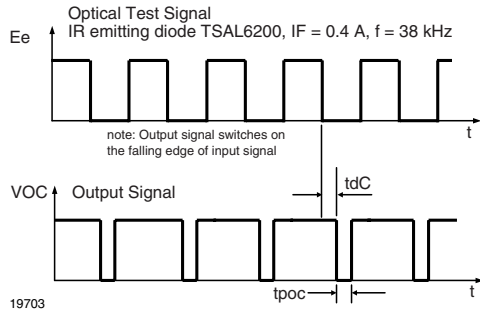 Optical Test Signal
IR emitting diode TSAL6200, IF = 0.4 A, f = 38 kHz
Ee
t
note: Output signal switches on
the falling edge of input signal
tdC
VOC
Output Signal
tpoc
t
19703